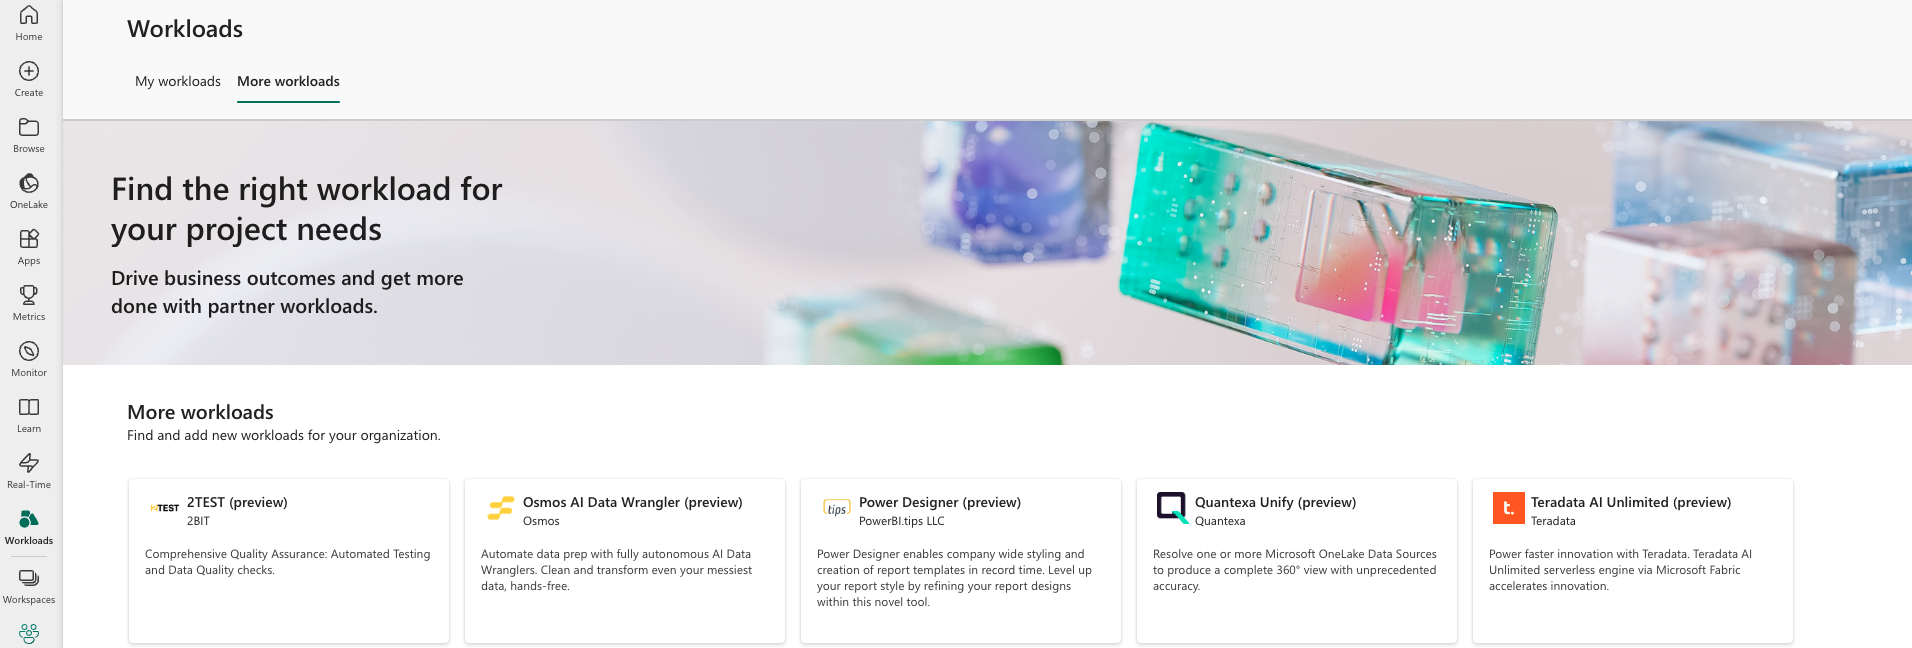 Home
Create
Browse
OneLake
Apps
Metrics
Monitor
Learn
Real-Time
Workloads
Workspaces
Workloads
My workloads
More workloads
Find the right workload for
your project needs
Drive business outcomes and get more
done with partner workloads.
More workloads
Find and add new workloads for your organization.
TEST
2TEST (preview)
2BIT
Comprehensive Quality Assurance: Automated Testing
and Data Quality checks.
Osmos AI Data Wrangler (preview)
Osmos
Automate data prep with fully autonomous AI Data
Wranglers. Clean and transform even your messiest
data, hands-free.
tips
Power Designer (preview)
PowerBI.tips LLC
Power Designer enables company wide styling and
creation of report templates in record time. Level up
your report style by refining your report designs
within this novel tool.
Quantexa Unify (preview)
Quantexa
Resolve one or more Microsoft OneLake Data Sources
to produce a complete 360° view with unprecedented
accuracy.
t.
Teradata AI Unlimited (preview)
Teradata
Power faster innovation with Teradata. Teradata AI
Unlimited serverless engine via Microsoft Fabric
accelerates innovation.